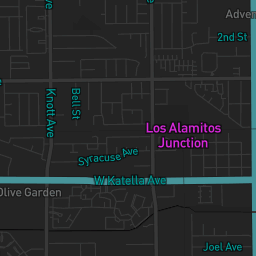 Adven
2nd St
Knott Ave
Bell St
Los Alamitos
Junction
Syracuse Ave
W Katella Ave
Olive Garden
Joel Ave